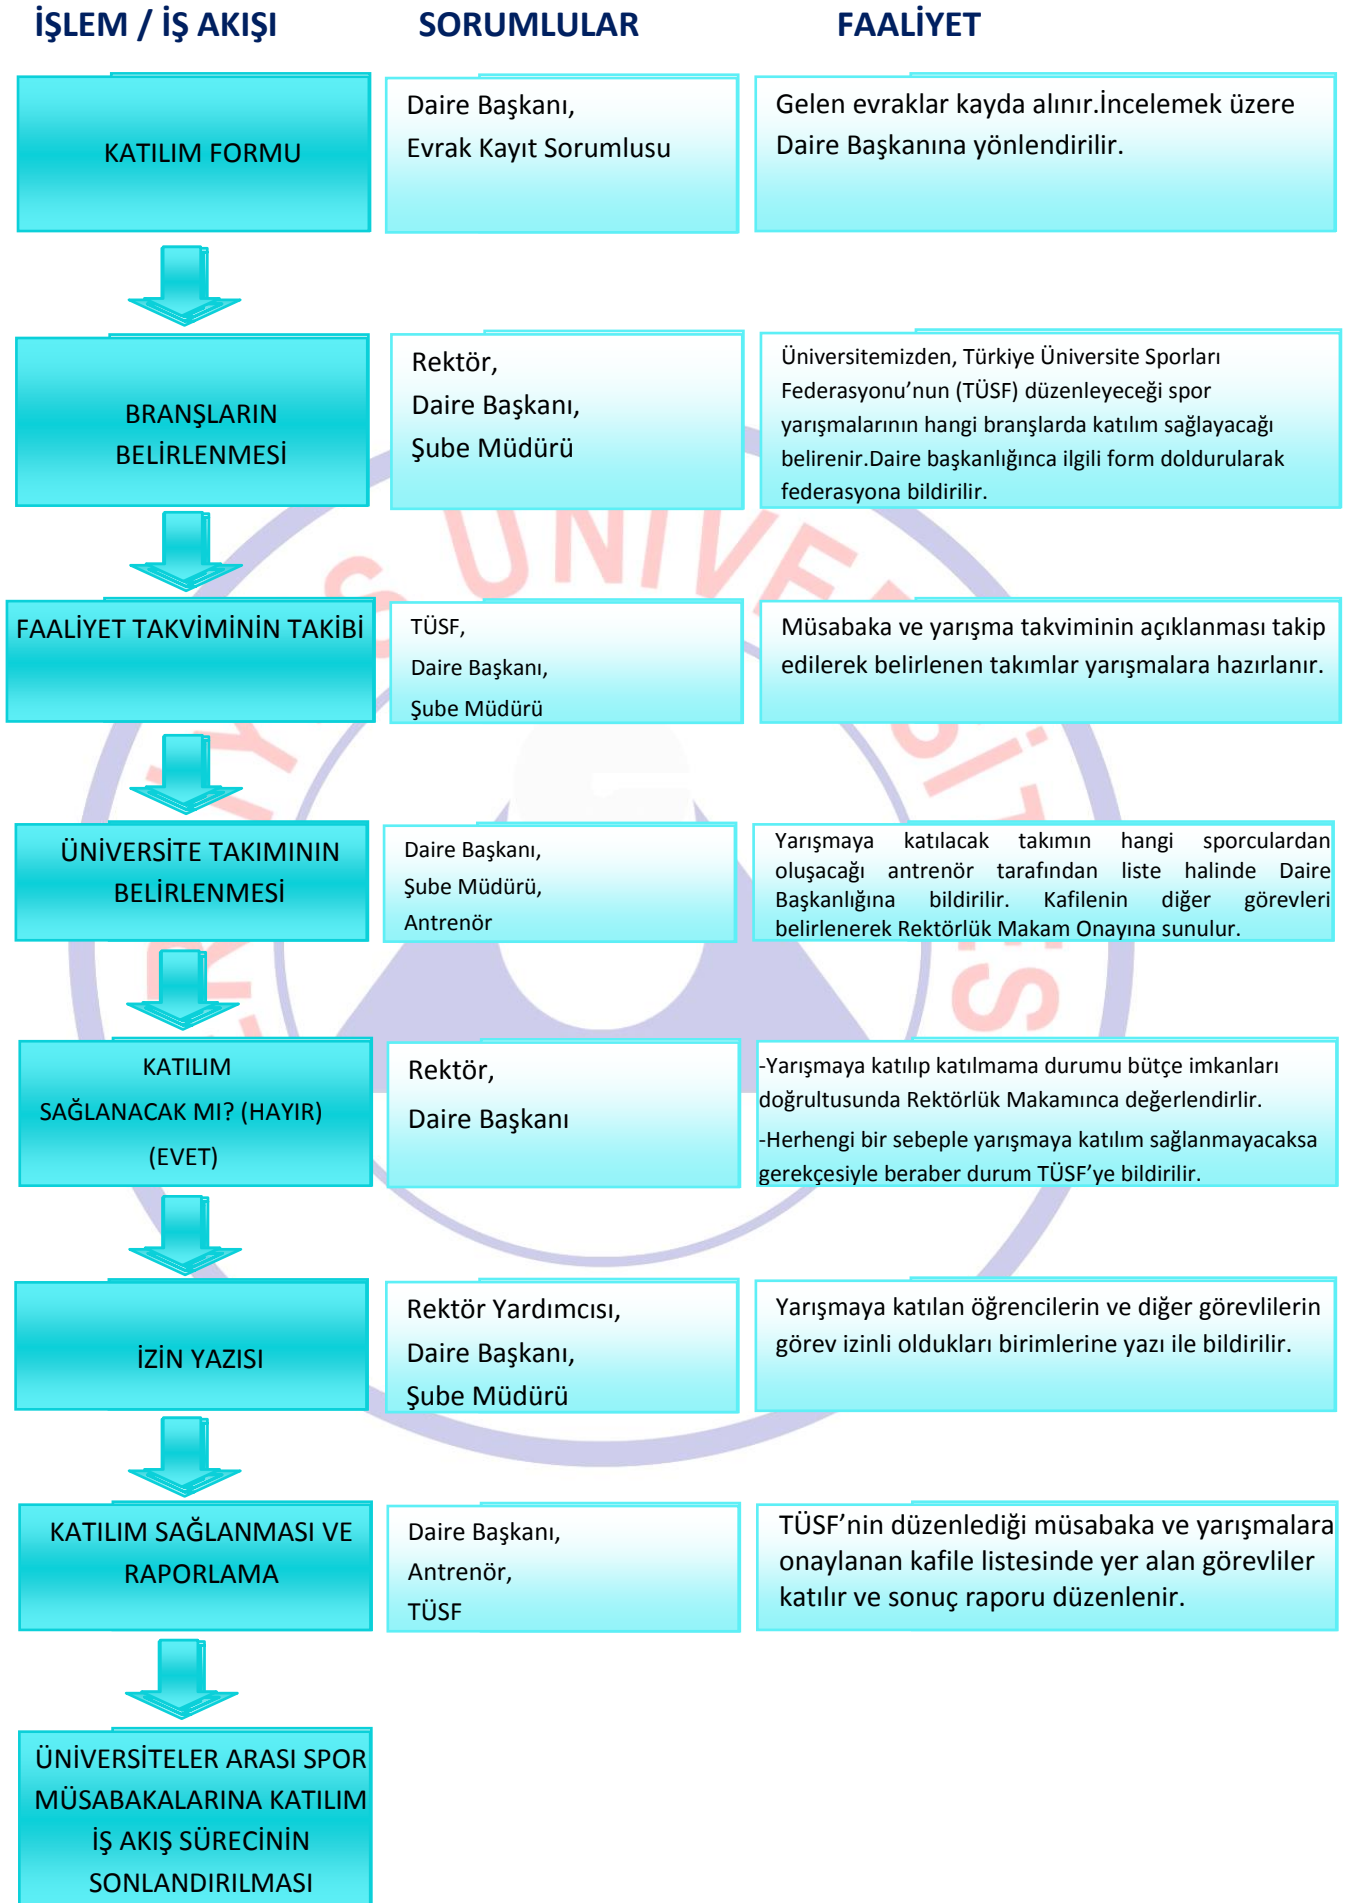 İŞLEM / İŞ AKIŞI
SORUMLULAR
FAALİYET
KATILIM FORMU
Daire Başkanı,
Evrak Kayıt Sorumlusu
Gelen evraklar kayda alınır.İncelemek üzere
Daire Başkanına yönlendirilir.
BRANŞLARIN
BELİRLENMESİ
Rektör,
Daire Başkanı,
Şube Müdürü
Üniversitemizden, Türkiye Üniversite Sporları
Federasyonu’nun (TÜSF) düzenleyeceği spor
yarışmalarının hangi branşlarda katılım sağlayacağı
belirenir.Daire başkanlığınca ilgili form doldurularak
federasyona bildirilir.
FAALİYET TAKVİMİNİN TAKİBİ
TÜSF,
Daire Başkanı,
Şube Müdürü
Müsabaka ve yarışma takviminin açıklanması takip
edilerek belirlenen takımlar yarışmalara hazırlanır.
ÜNİVERSİTE TAKIMININ
BELİRLENMESİ
Daire Başkanı,
Şube Müdürü,
Antrenör
Yarışmaya katılacak takımın hangi sporculardan
oluşacağı antrenör tarafından liste halinde Daire
Başkanlığına bildirilir. Kafilenin diğer görevleri
belirlenerek Rektörlük Makam Onayına sunulur.
KATILIM
SAĞLANACAK MI? (HAYIR)
(EVET)
Rektör,
Daire Başkanı
-Yarışmaya katılıp katılmama durumu bütçe imkanları
doğrultusunda Rektörlük Makamınca değerlendirlir.
-Herhengi bir sebeple yarışmaya katılım sağlanmayacaksa
gerekçesiyle beraber durum TÜSF’ye bildirilir.
İZİN YAZISI
Rektör Yardımcısı,
Daire Başkanı,
Şube Müdürü
Yarışmaya katılan öğrencilerin ve diğer görevlilerin
görev izinli oldukları birimlerine yazı ile bildirilir.
KATILIM SAĞLANMASI VE
RAPORLAMA
Daire Başkanı,
Antrenör,
TÜSF
TÜSF’nin düzenlediği müsabaka ve yarışmalara
onaylanan kafile listesinde yer alan görevliler
katılır ve sonuç raporu düzenlenir.
ÜNİVERSİTELER ARASI SPOR
MÜSABAKALARINA KATILIM
İŞ AKIŞ SÜRECİNİN
SONLANDIRILMASI